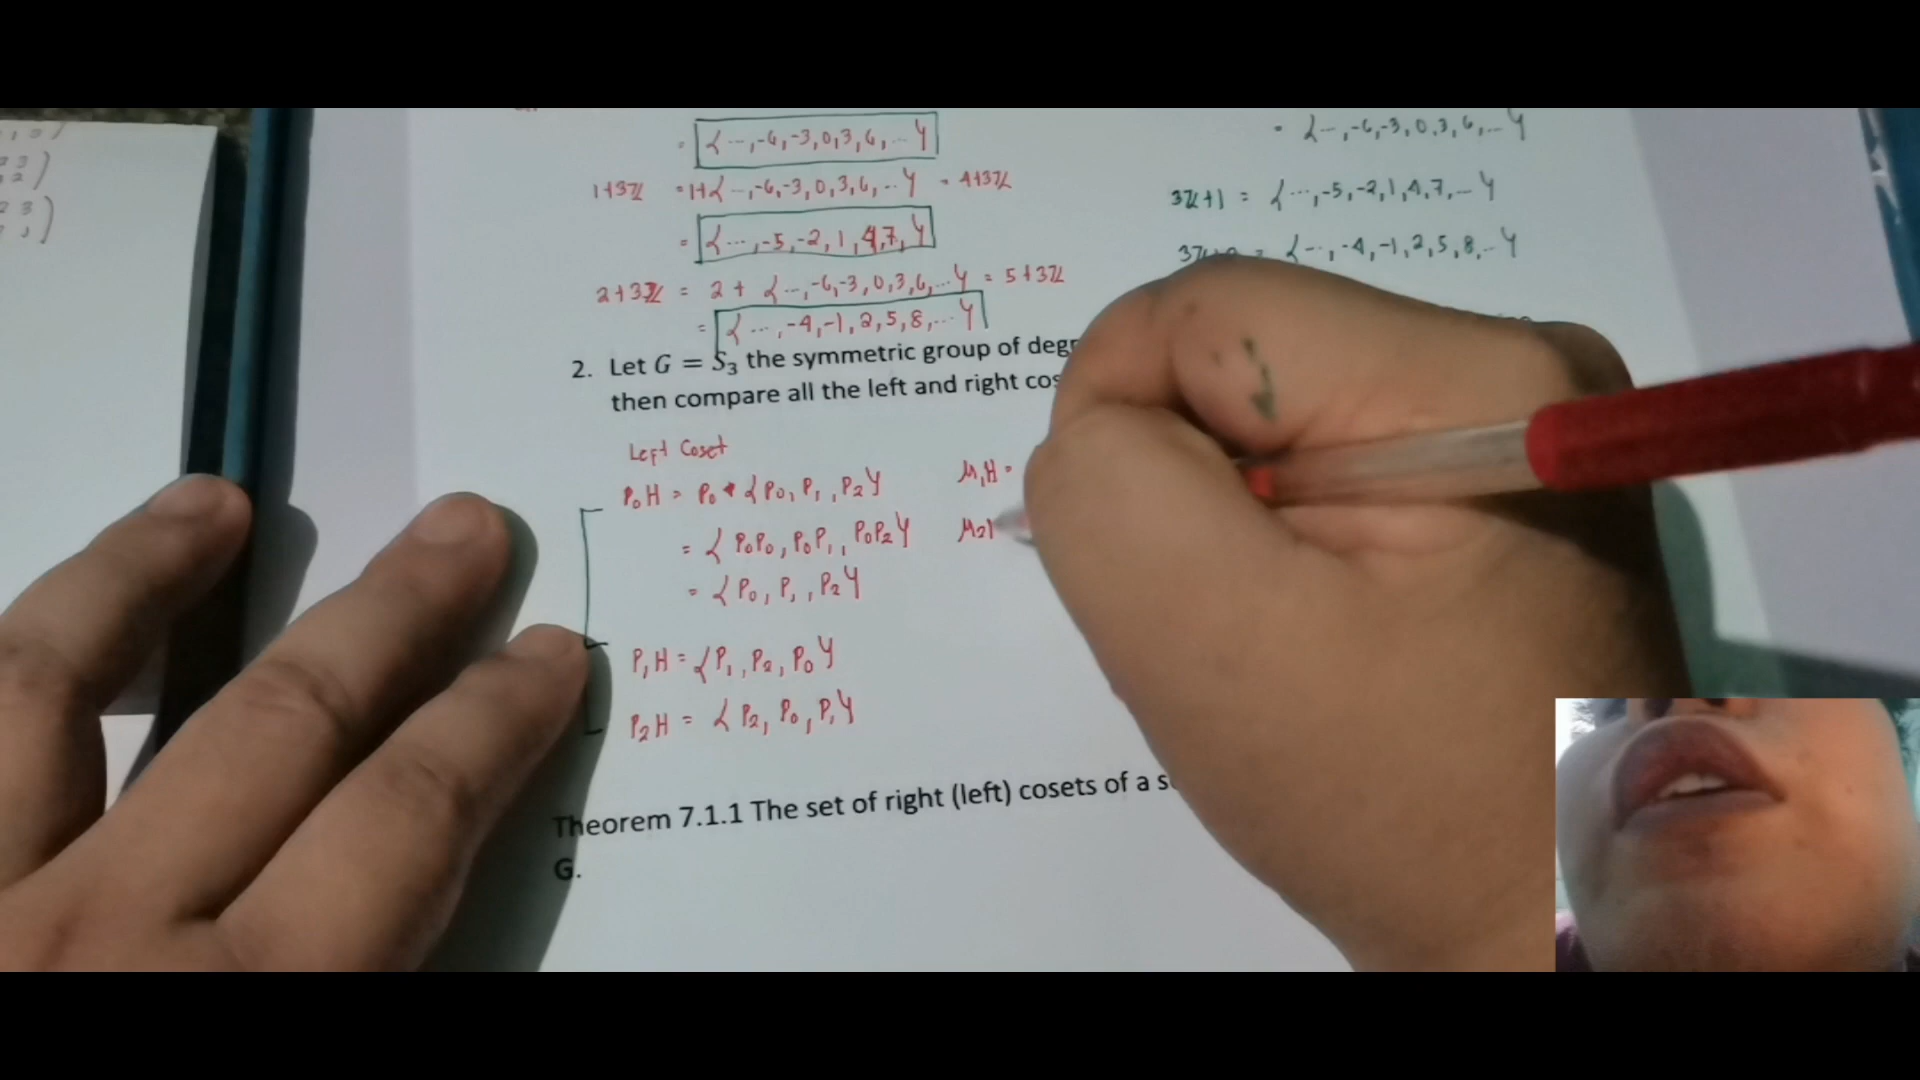 = {..., -6, -3, 0, 3, 6, ...}
1+3ℤ = 1+{..., -6, -3, 0, 3, 6, ...} = 4+3ℤ
= {..., -5, -2, 1, 4, 7, }
2+3ℤ = 2 + {..., -6, -3, 0, 3, 6, ...} = 5+3ℤ
= {..., -4, -1, 2, 5, 8, ...}
= {..., -6, -3, 0, 3, 6, ...}
3ℤ+1 = {..., -5, -2, 1, 4, 7, ...}
= {..., -4, -1, 2, 5, 8, ...}
2. Let G = S₃ the symmetric group of
then compare all the left and right
Left Coset
P₀H = P₀ * {P₀, P₁, P₂}
= {P₀P₀, P₀P₁, P₀P₂}
= {P₀, P₁, P₂}
P₁H = {P₁, P₂, P₀}
P₂H = {P₂, P₀, P₁}
μ₁H =
μ₂
Theorem 7.1.1 The set of right (left) cosets of a
G.